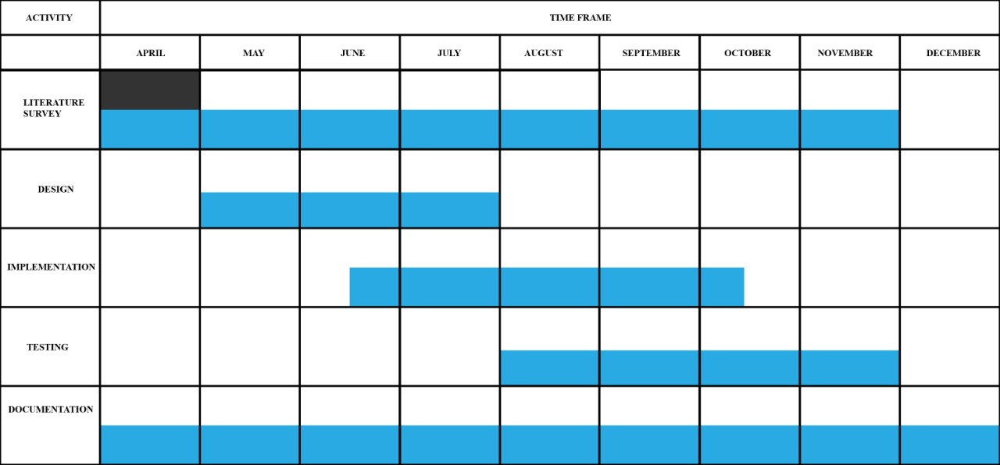 ACTIVITY
TIME FRAME
APRIL
MAY
JUNE
JULY
AUGUST
SEPTEMBER
OCTOBER
NOVEMBER
DECEMBER
LITERATURE
SURVEY
DESIGN
IMPLEMENTATION
TESTING
DOCUMENTATION